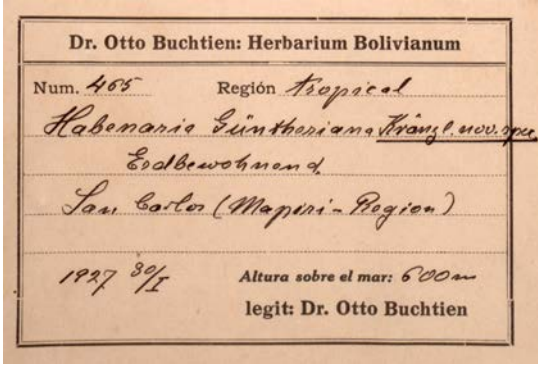 Dr. Otto Buchtien: Herbarium Bolivianum
Num. 465 Región tropical
Habenaria Güntheriana Kränzl. nov. spec.
Erdbewohnend.
San Carlos (Mapiri-Region)
1927 30/I Altura sobre el mar: 600m
legit: Dr. Otto Buchtien